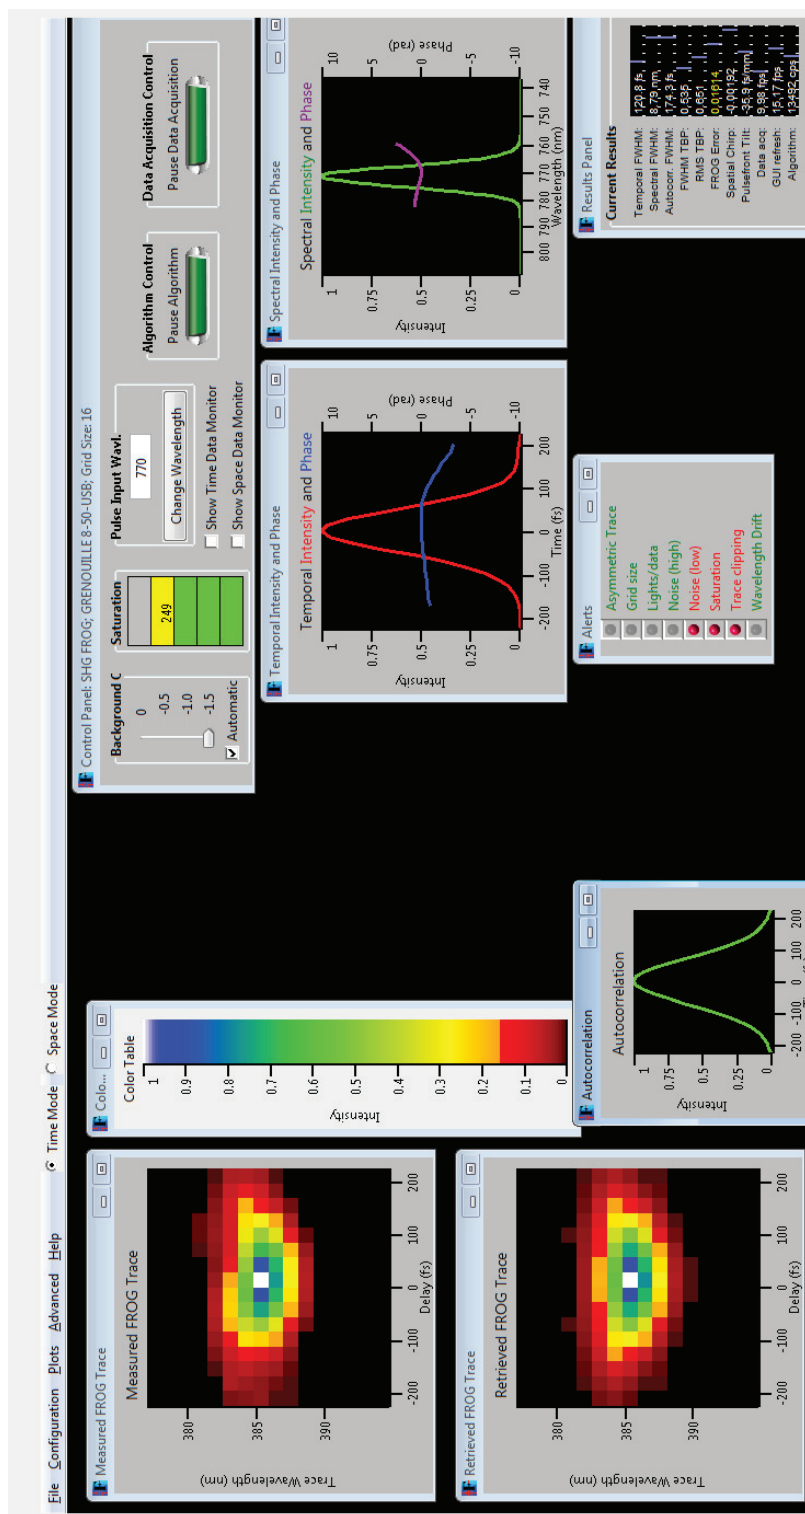 File Configuration Plots Advanced Help
Time Mode Space Mode
Measured FROG Trace
Measured FROG Trace
Trace Wavelength (nm)
380
385
390
-200 -100 0 100 200
Delay (fs)
Retrieved FROG Trace
Retrieved FROG Trace
Trace Wavelength (nm)
380
385
390
-200 -100 0 100 200
Delay (fs)
Colo...
Color Table
Intensity
1
0.9
0.8
0.7
0.6
0.5
0.4
0.3
0.2
0.1
0
Autocorrelation
Autocorrelation
Intensity
1
0.75
0.5
0.25
0
-200 -100 0 100 200
Control Panel: SHG FROG; GRENOUILLE 8-50-USB; Grid Size: 16
Background C
0
-0.5
-1.0
-1.5
Automatic
Saturation
249
Pulse Input Wavl.
770
Change Wavelength
Show Time Data Monitor
Show Space Data Monitor
Algorithm Control
Pause Algorithm
Data Acquisition Control
Pause Data Acquisition
Temporal Intensity and Phase
Temporal Intensity and Phase
Intensity
1
0.75
0.5
0.25
0
Phase (rad)
10
5
0
-5
-10
-200 -100 0 100 200
Time (fs)
Spectral Intensity and Phase
Spectral Intensity and Phase
Intensity
1
0.75
0.5
0.25
0
Phase (rad)
10
5
0
-5
-10
800 790 780 770 760 750 740
Wavelength (nm)
Alerts
Asymmetric Trace
Grid size
Lights/data
Noise (high)
Noise (low)
Saturation
Trace clipping
Wavelength Drift
Results Panel
Current Results
Temporal FWHM: 120.8 fs
Spectral FWHM: 8.79 nm
Autocorr. FWHM: 174.3 fs
FWHM TBP: 0.535
RMS TBP: 0.651
FROG Error: 0.01614
Spatial Chirp: -0.00192
Pulsefront Tilt: -35.9 fs/mm
Data acq: 9.98 fps
GUI refresh: 15.17 fps
Algorithm: 13492 cps